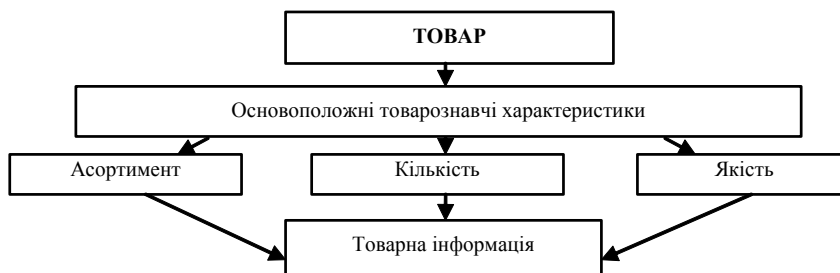 ТОВАР
Основоположні товарознавчі характеристики
Асортимент
Кількість
Якість
Товарна інформація